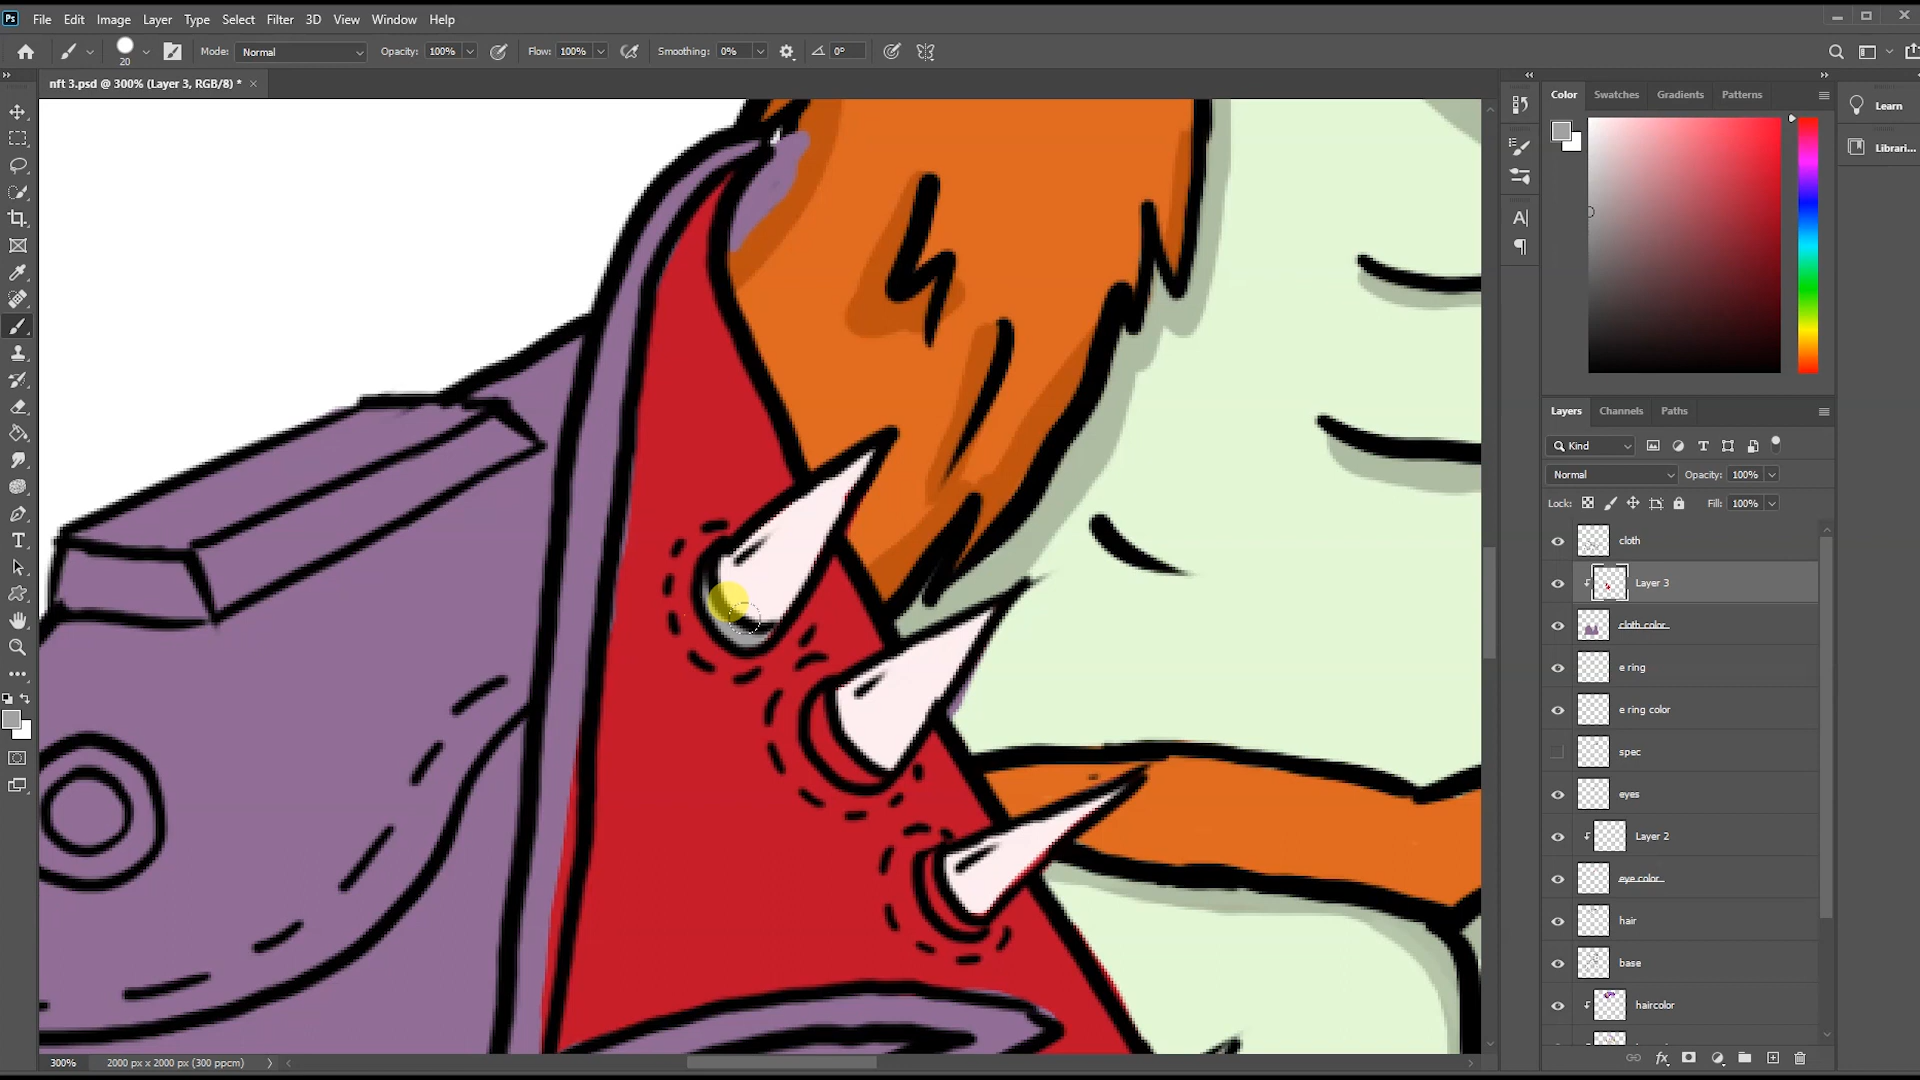 Ps File Edit Image Layer Type Select Filter 3D View Window Help
20 Mode: Normal Opacity: 100% Flow: 100% Smoothing: 0% 0°
nft 3.psd @ 300% (Layer 3, RGB/8) * ×
Color Swatches Gradients Patterns
Learn
Librari...
Layers Channels Paths
Kind
Normal Opacity: 100%
Lock: Fill: 100%
cloth
Layer 3
cloth color
e ring
e ring color
spec
eyes
Layer 2
eye color
hair
base
haircolor
300% 2000 px x 2000 px (300 ppcm)